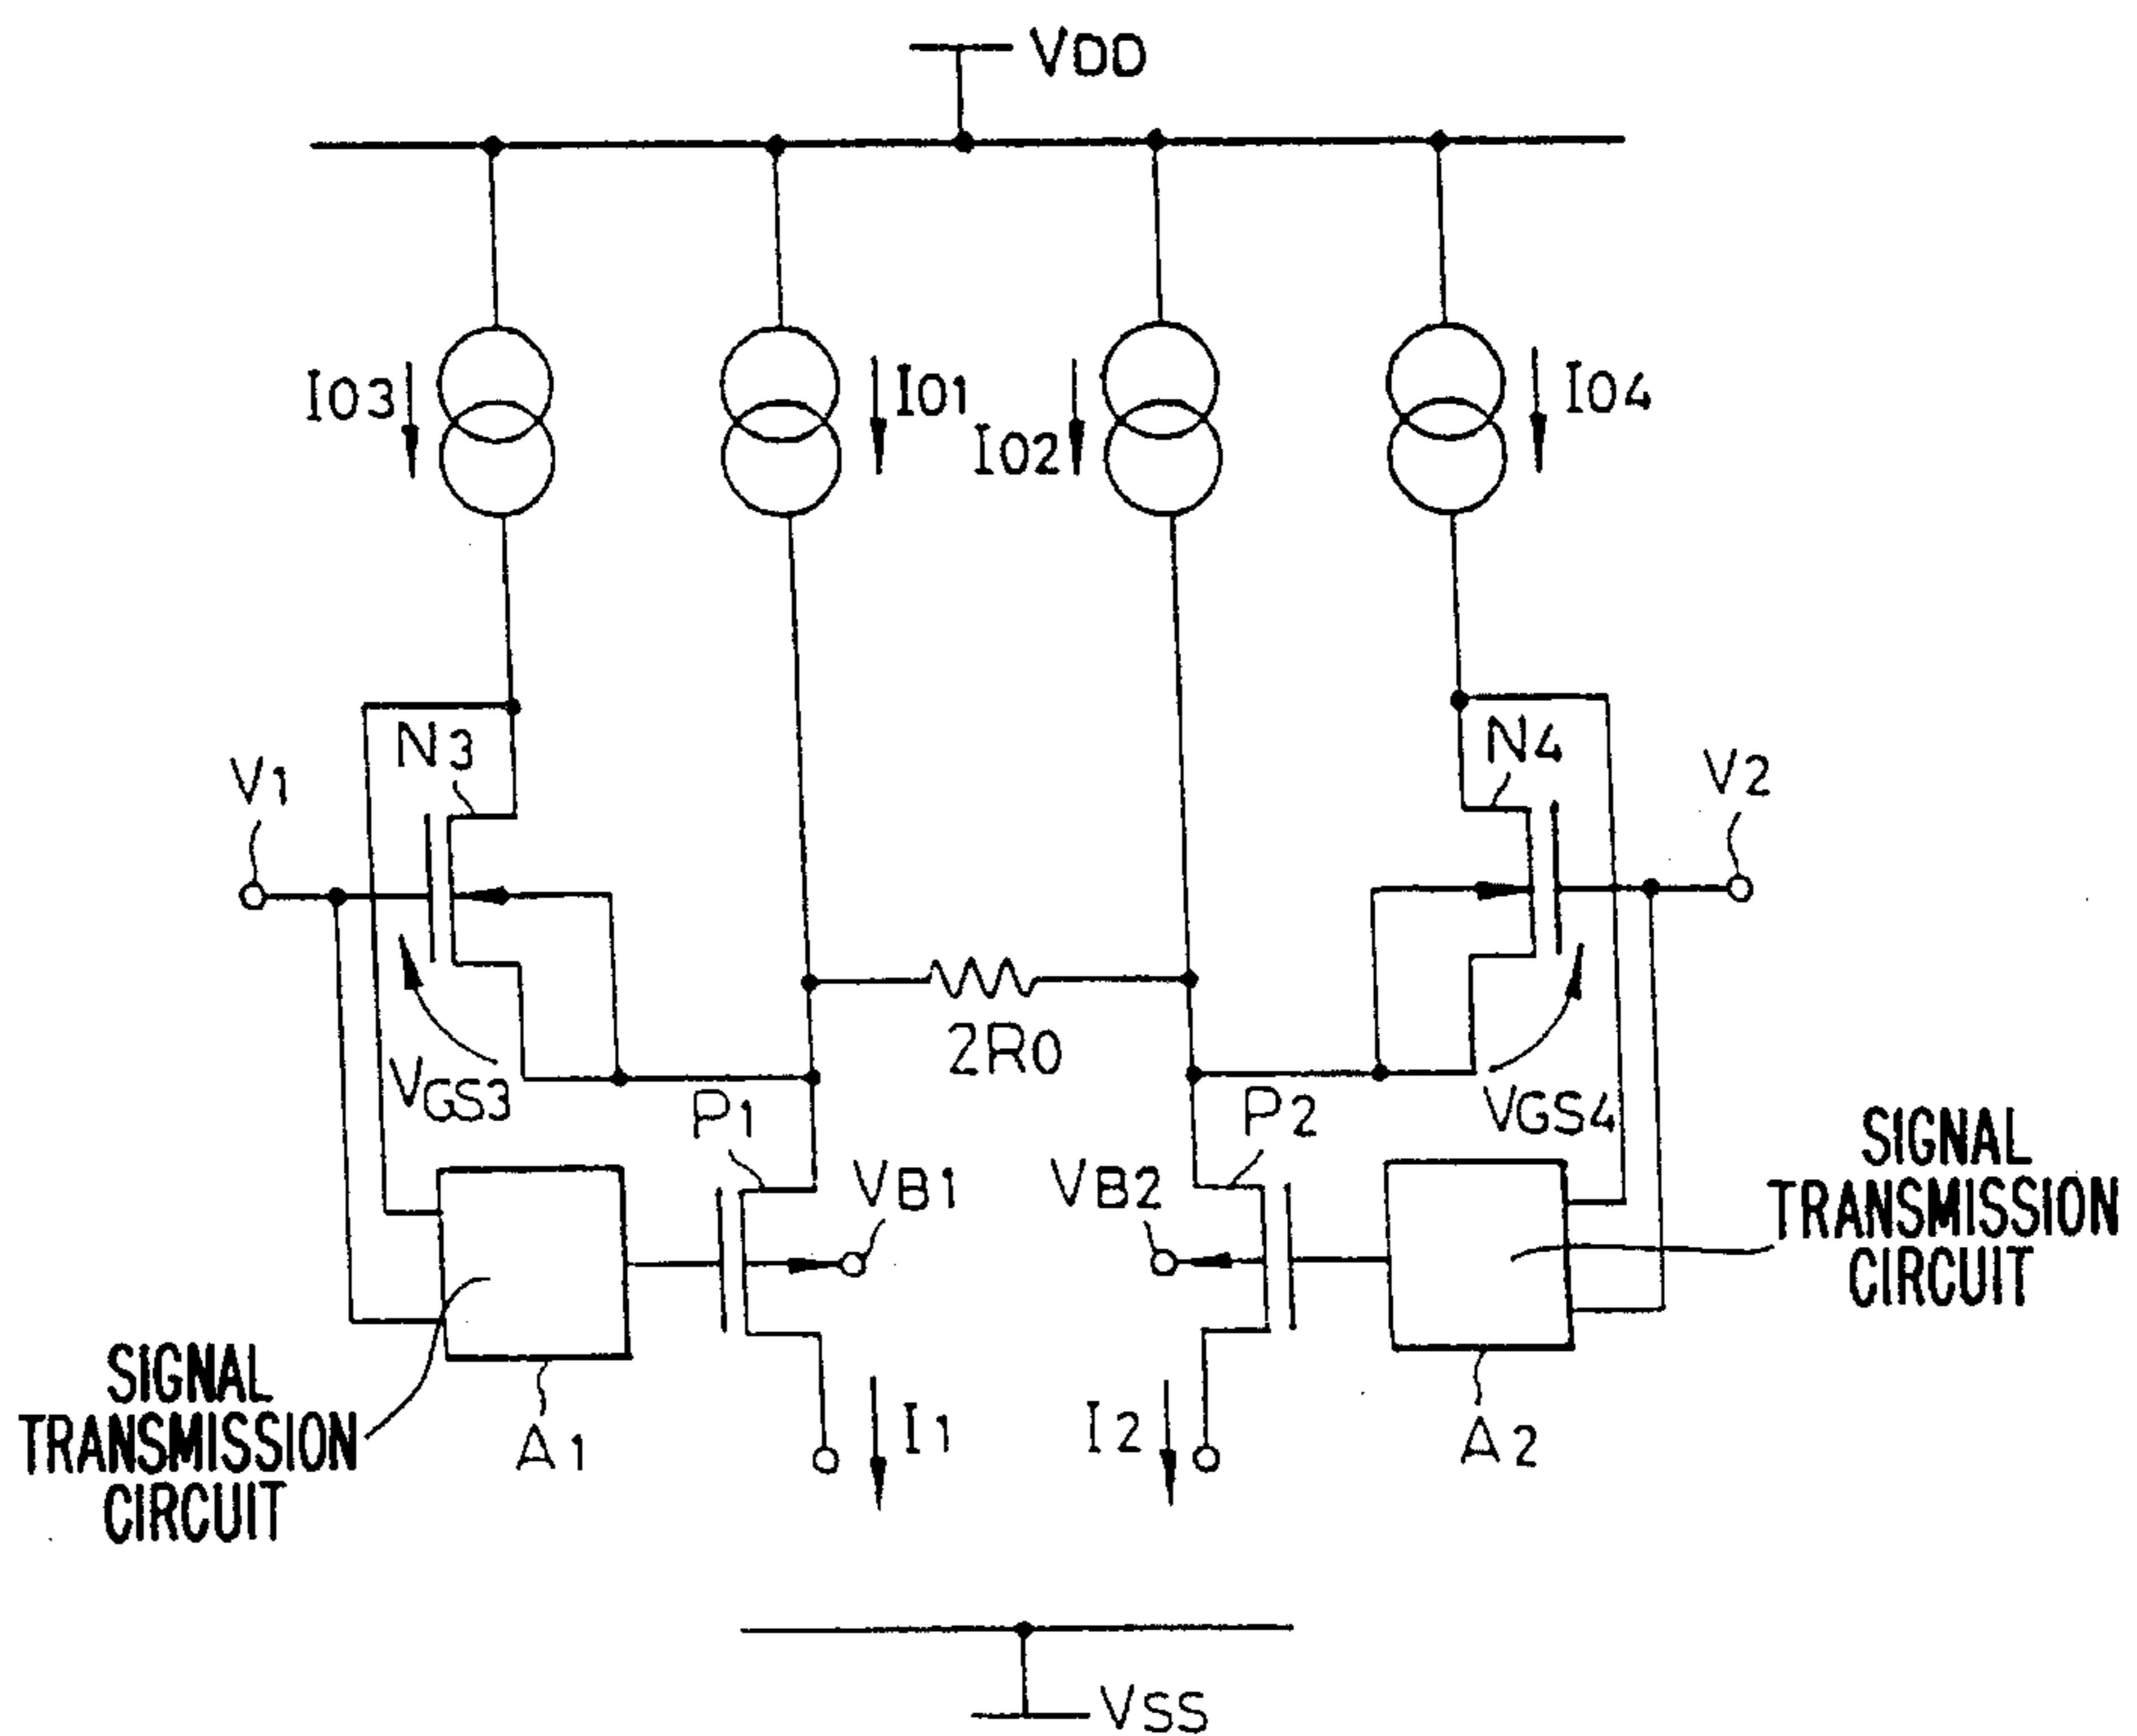 VDD
I03
I01
I02
I04
N3
N4
V1
V2
2R0
VGS3
VGS4
P1
P2
VB1
VB2
SIGNAL
TRANSMISSION
CIRCUIT
SIGNAL
TRANSMISSION
CIRCUIT
A1
I1
I2
A2
VSS